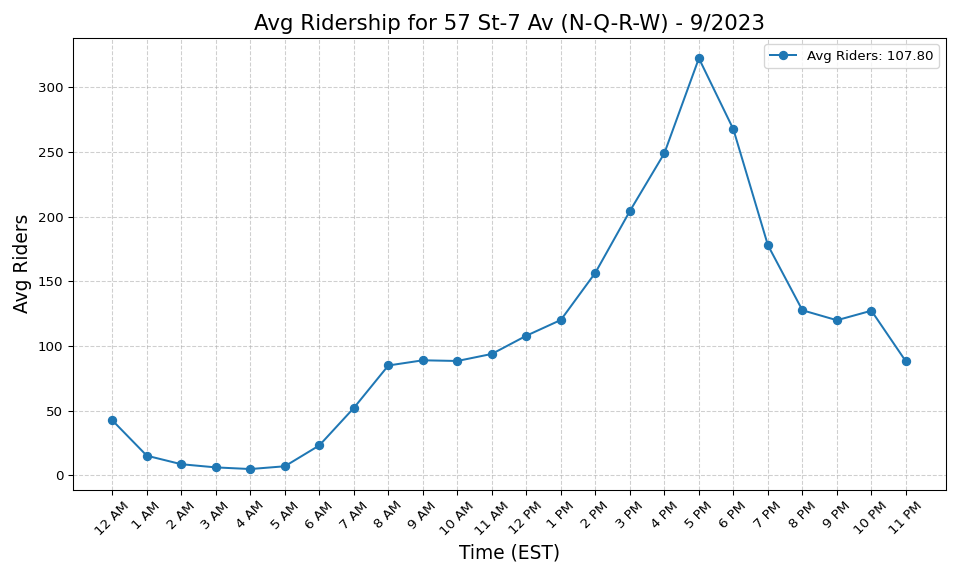 Avg Ridership for 57 St-7 Av (N-Q-R-W) - 9/2023
Avg Riders: 107.80
Avg Riders
300
250
200
150
100
50
0
12 AM 1 AM 2 AM 3 AM 4 AM 5 AM 6 AM 7 AM 8 AM 9 AM 10 AM 11 AM 12 PM 1 PM 2 PM 3 PM 4 PM 5 PM 6 PM 7 PM 8 PM 9 PM 10 PM 11 PM
Time (EST)